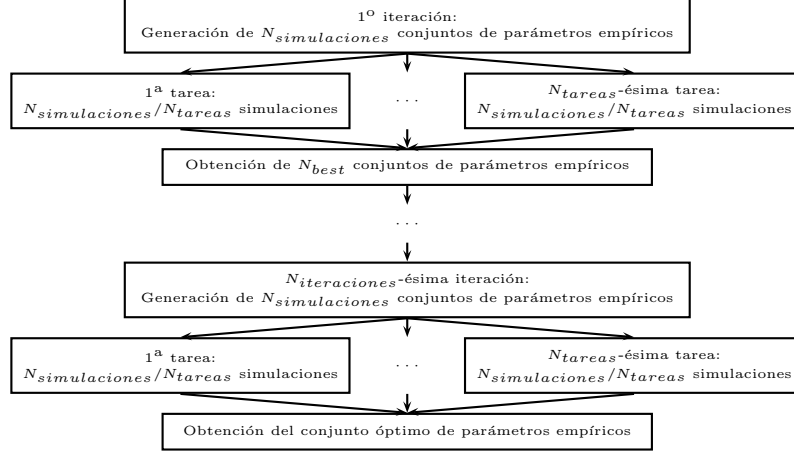 1º iteración:
Generación de N_simulaciones conjuntos de parámetros empíricos
1ª tarea:
N_simulaciones/N_tareas simulaciones
...
N_tareas-ésima tarea:
N_simulaciones/N_tareas simulaciones
Obtención de N_best conjuntos de parámetros empíricos
...
N_iteraciones-ésima iteración:
Generación de N_simulaciones conjuntos de parámetros empíricos
1ª tarea:
N_simulaciones/N_tareas simulaciones
...
N_tareas-ésima tarea:
N_simulaciones/N_tareas simulaciones
Obtención del conjunto óptimo de parámetros empíricos